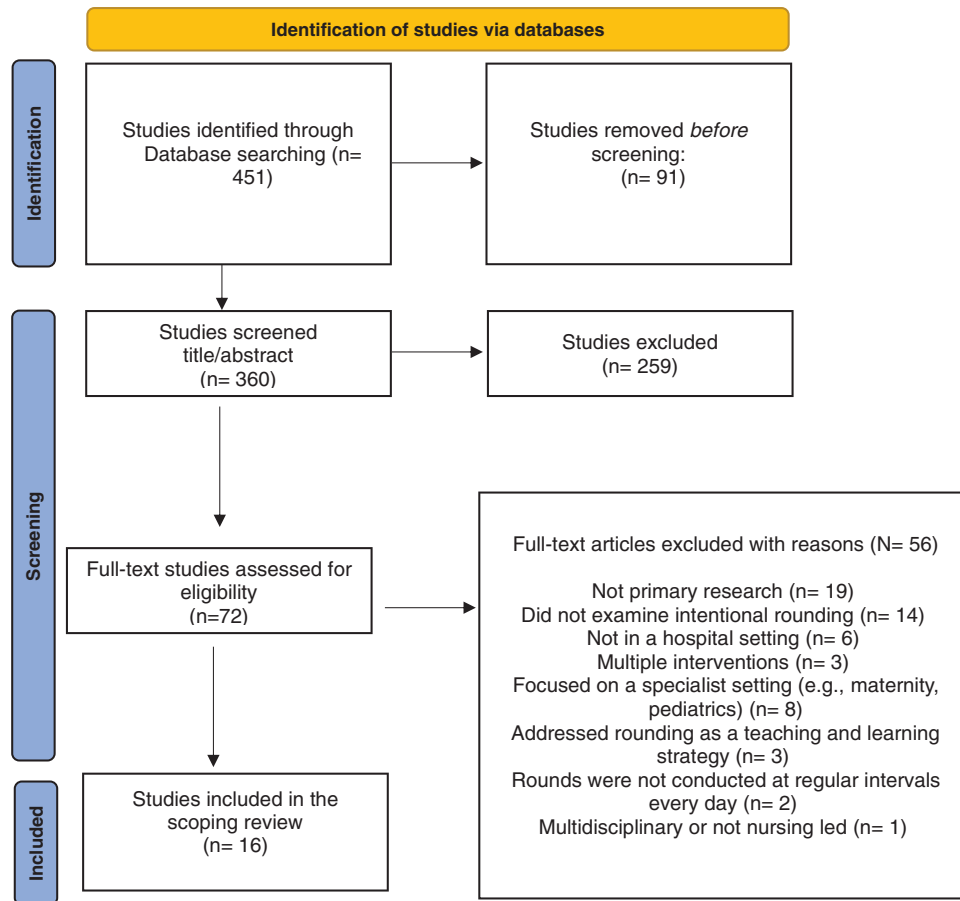 Identification of studies via databases
Identification
Studies identified through
Database searching (n=
451)
Studies removed before
screening:
(n= 91)
Screening
Studies screened
title/abstract
(n= 360)
Studies excluded
(n= 259)
Full-text studies assessed for
eligibility
(n=72)
Full-text articles excluded with reasons (N= 56)
Not primary research (n= 19)
Did not examine intentional rounding (n= 14)
Not in a hospital setting (n= 6)
Multiple interventions (n= 3)
Focused on a specialist setting (e.g., maternity,
pediatrics) (n= 8)
Addressed rounding as a teaching and learning
strategy (n= 3)
Rounds were not conducted at regular intervals
every day (n= 2)
Multidisciplinary or not nursing led (n= 1)
Included
Studies included in the
scoping review
(n= 16)